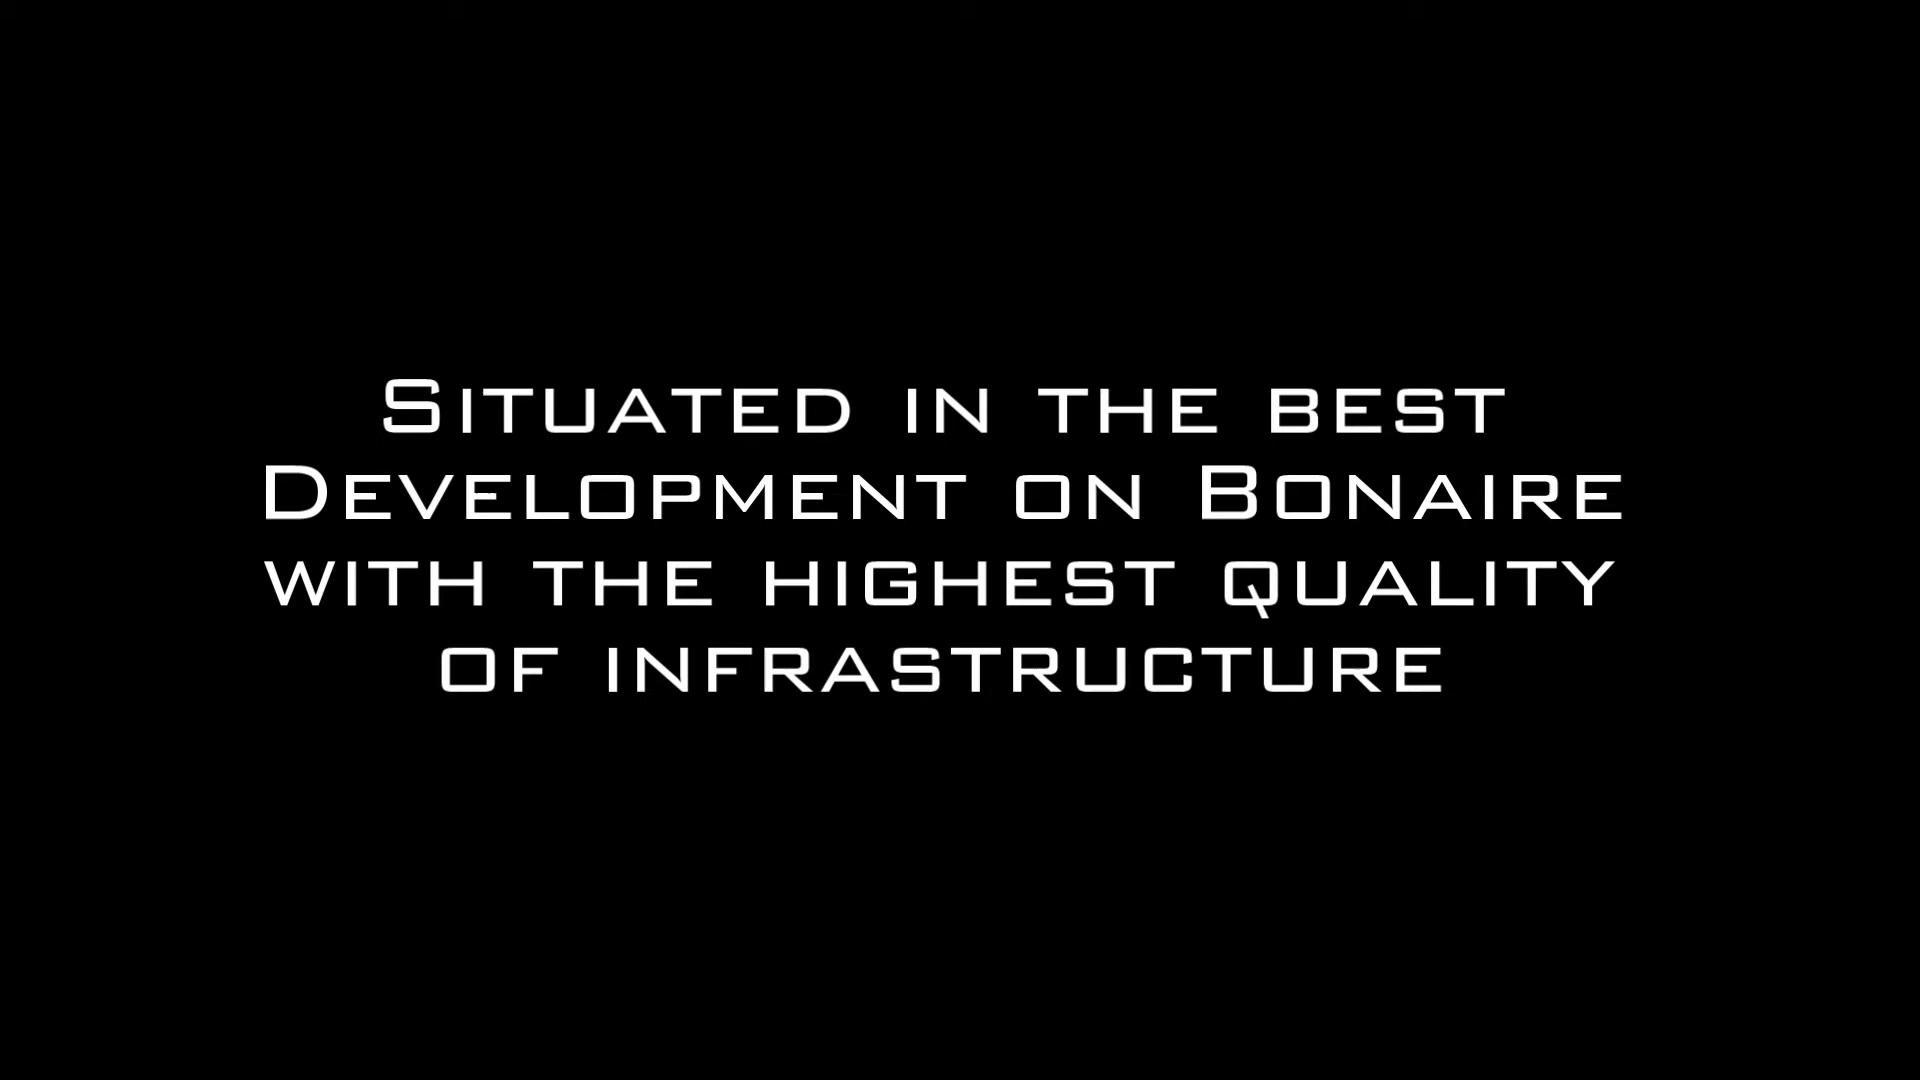 Situated in the best
Development on Bonaire
with the highest quality
of infrastructure